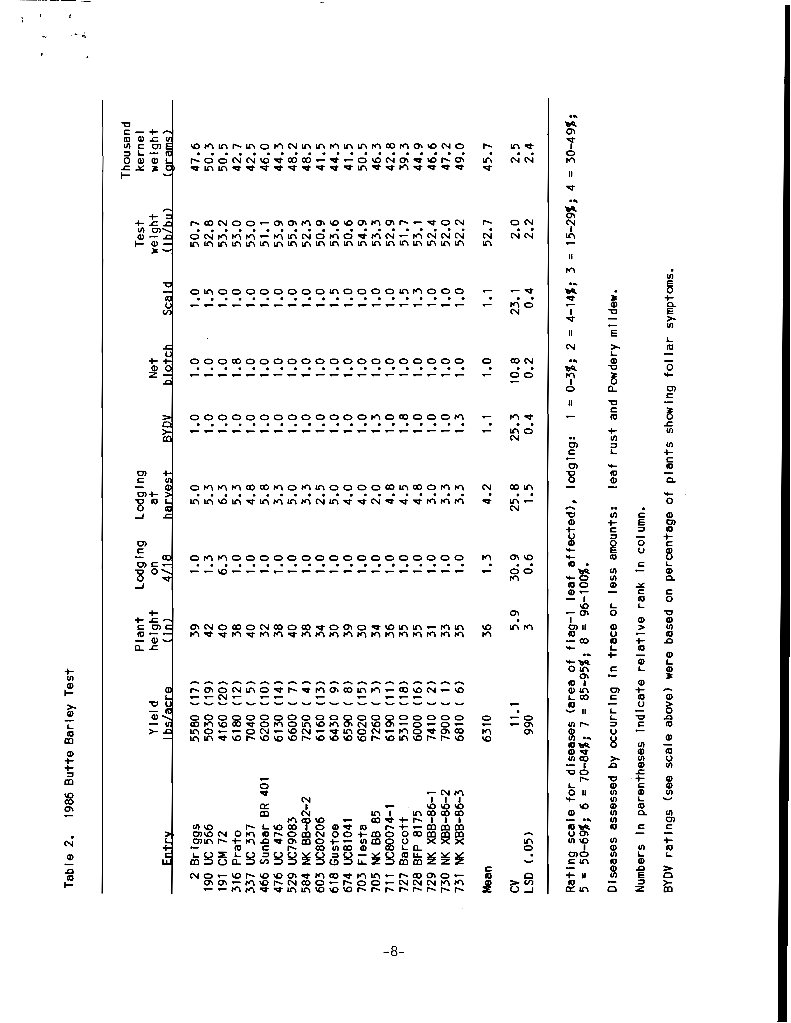 Table 2. 1986 Butte Barley Test
Thousand
Plant Lodging Lodging Test kernel
Yield height on at Net weight weight
Entry lbs/acre (in) 4/18 harvest BYDV blotch Scald (lb/bu) (grams)
2 Briggs 5580 (17) 39 1.0 5.0 1.0 1.0 1.0 50.7 47.6
190 UC 566 5030 (19) 42 1.3 5.3 1.0 1.0 1.5 52.8 50.3
191 CM 72 4160 (20) 40 6.3 6.3 1.0 1.0 1.0 53.2 50.5
316 Prato 6180 (12) 38 1.0 5.3 1.0 1.8 1.0 53.0 42.7
337 UC 337 7040 ( 5) 40 1.0 4.8 1.0 1.0 1.0 53.0 42.5
466 Sunbar BR 401 6200 (10) 32 1.0 5.8 1.0 1.0 1.0 51.1 46.0
476 UC 476 6130 (14) 38 1.0 3.3 1.0 1.0 1.0 53.9 44.3
529 UC79083 6600 ( 7) 40 1.0 5.0 1.0 1.0 1.0 55.9 48.2
584 NK BB-82-2 7250 ( 4) 38 1.0 3.3 1.0 1.0 1.0 52.3 48.5
603 UC80206 6160 (13) 34 1.0 2.5 1.0 1.0 1.0 50.9 41.5
618 Gustoe 6430 ( 9) 30 1.0 5.0 1.0 1.0 1.5 53.6 44.3
674 UC81041 6590 ( 8) 39 1.0 4.0 1.0 1.0 1.0 50.6 41.5
703 Fiesta 6020 (15) 30 1.0 4.0 1.0 1.0 1.0 54.9 50.5
705 NK BB 85 7260 ( 3) 34 1.0 2.0 1.3 1.0 1.0 53.3 46.3
711 UC80074-1 6190 (11) 36 1.0 4.8 1.0 1.0 1.0 52.9 42.8
727 Barcott 5310 (18) 35 1.0 4.5 1.8 1.0 1.5 51.7 39.3
728 BFP 8175 6000 (16) 35 1.0 4.8 1.0 1.0 1.3 53.1 44.9
729 NK XBB-86-1 7410 ( 2) 31 1.0 3.0 1.0 1.0 1.0 52.4 46.6
730 NK XBB-86-2 7900 ( 1) 33 1.0 3.3 1.0 1.0 1.0 52.0 47.2
731 NK XBB-86-3 6810 ( 6) 35 1.0 3.3 1.3 1.0 1.0 52.2 49.0
Mean 6310 36 1.3 4.2 1.1 1.0 1.1 52.7 45.7
CV 11.1 5.9 30.9 25.8 25.3 10.8 23.1 2.0 2.5
LSD (.05) 990 3 0.6 1.5 0.4 0.2 0.4 2.2 2.4
Rating scale for diseases (area of flag-1 leaf affected), lodging: 1 = 0-3%; 2 = 4-14%; 3 = 15-29%; 4 = 30-49%;
5 = 50-69%; 6 = 70-84%; 7 = 85-95%; 8 = 96-100%.
Diseases assessed by occurring in trace or less amounts: leaf rust and Powdery mildew.
Numbers in parentheses indicate relative rank in column.
BYDV ratings (see scale above) were based on percentage of plants showing foliar symptoms.
-8-